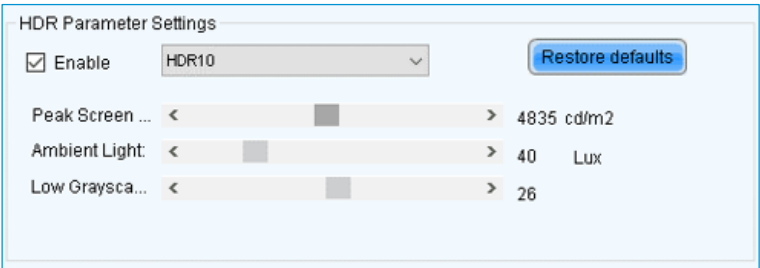 HDR Parameter Settings
Enable HDR10 Restore defaults
Peak Screen ... 4835 cd/m2
Ambient Light: 40 Lux
Low Graysca... 26